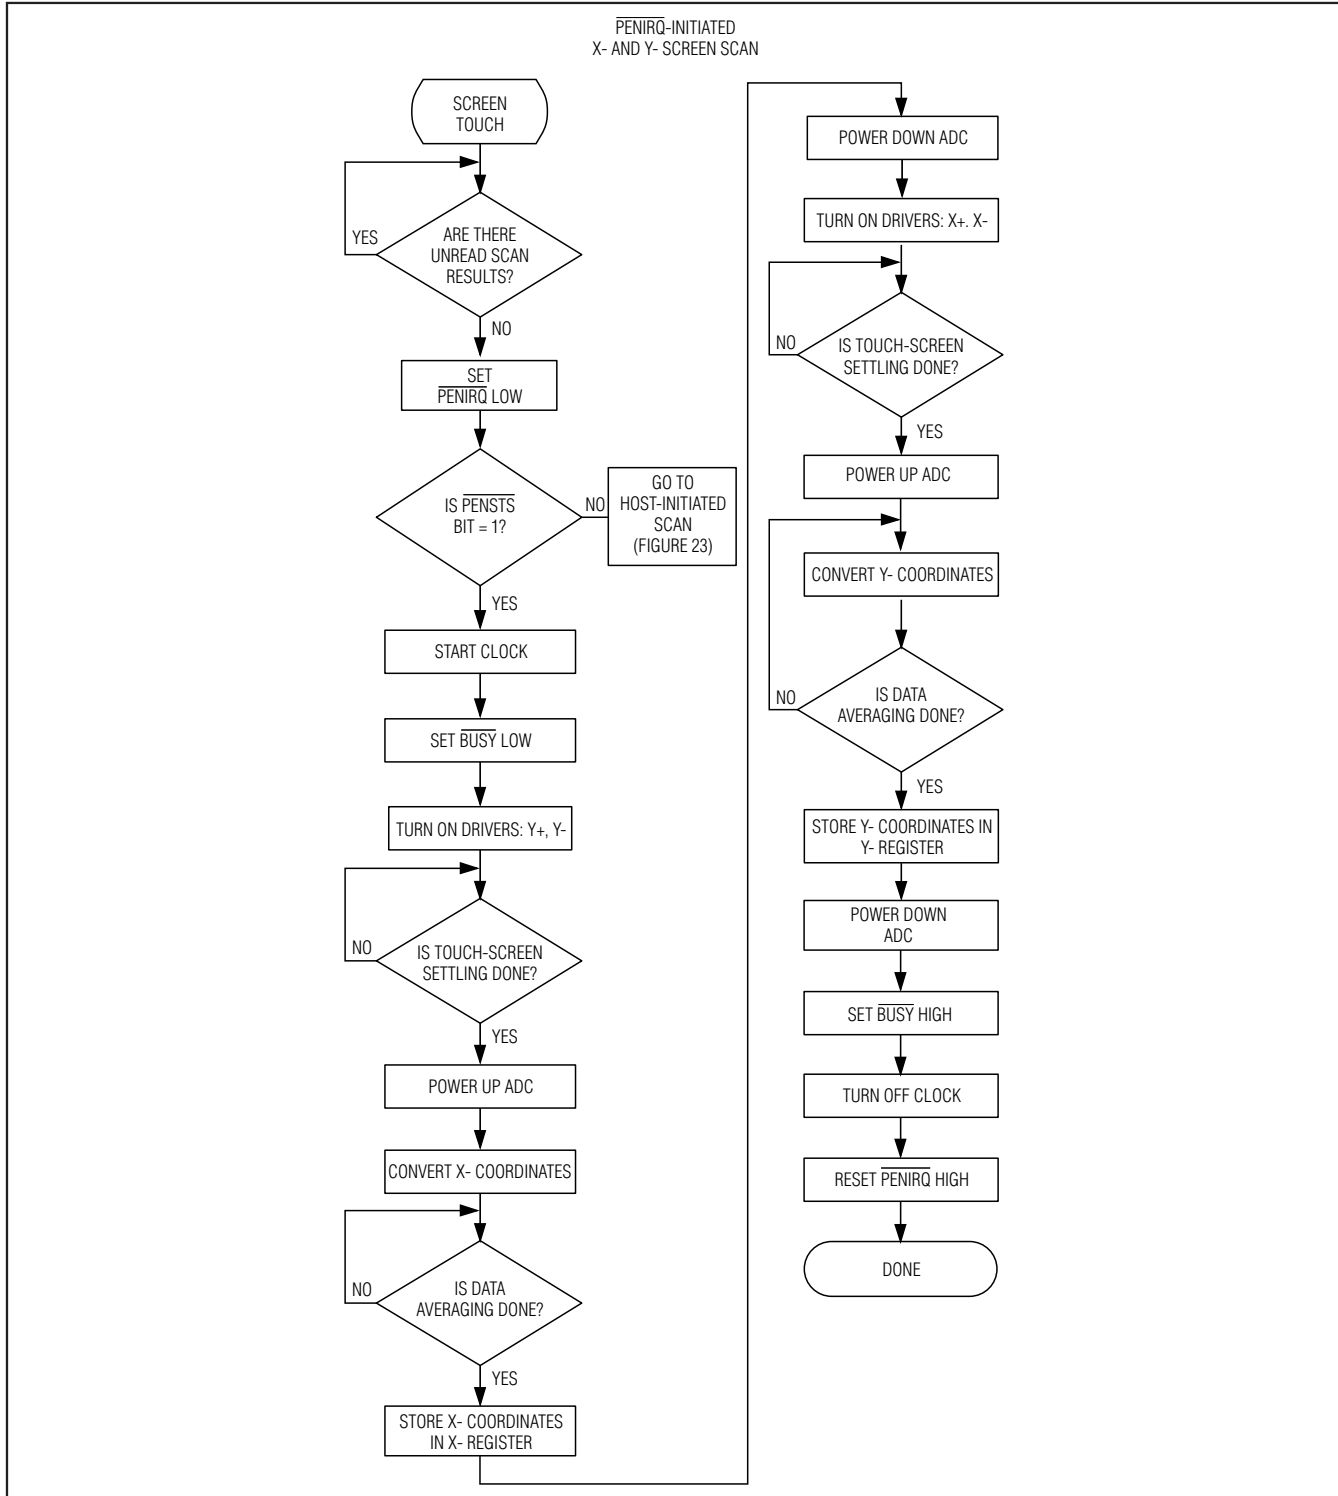 PENIRQ-INITIATED
X- AND Y- SCREEN SCAN
SCREEN
TOUCH
YES
ARE THERE
UNREAD SCAN
RESULTS?
NO
SET
PENIRQ LOW
IS PENSTS
BIT = 1?
NO
GO TO
HOST-INITIATED
SCAN
(FIGURE 23)
YES
START CLOCK
SET BUSY LOW
TURN ON DRIVERS: Y+, Y-
NO
IS TOUCH-SCREEN
SETTLING DONE?
YES
POWER UP ADC
CONVERT X- COORDINATES
NO
IS DATA
AVERAGING DONE?
YES
STORE X- COORDINATES
IN X- REGISTER
POWER DOWN ADC
TURN ON DRIVERS: X+. X-
NO
IS TOUCH-SCREEN
SETTLING DONE?
YES
POWER UP ADC
CONVERT Y- COORDINATES
NO
IS DATA
AVERAGING DONE?
YES
STORE Y- COORDINATES IN
Y- REGISTER
POWER DOWN
ADC
SET BUSY HIGH
TURN OFF CLOCK
RESET PENIRQ HIGH
DONE